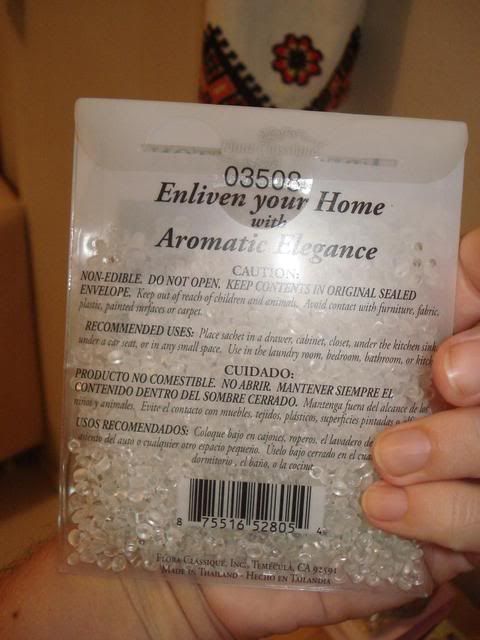 Flora Classique
03508
Enliven your Home
with
Aromatic Elegance
CAUTION:
NON-EDIBLE. DO NOT OPEN. KEEP CONTENTS IN ORIGINAL SEALED
ENVELOPE. Keep out of reach of children and animals. Avoid contact with furniture, fabric,
plastic, painted surfaces or carpet.
RECOMMENDED USES: Place sachet in a drawer, cabinet, closet, under the kitchen sink
under a car seat, or in any small space. Use in the laundry room, bedroom, bathroom, or
CUIDADO:
PRODUCTO NO COMESTIBLE. NO ABRIR. MANTENER SIEMPRE EL
CONTENIDO DENTRO DEL SOMBRE CERRADO. Mantenga fuera del alcance de los
niños y animales. Evite el contacto con muebles, tejidos, plásticos, superficies pintadas
USOS RECOMENDADOS: Coloque bajo en cajones, roperos, el lavadero de
asiento del auto o cualquier otro espacio pequeño. Uselo bajo cerrado en el
dormitorio, el baño, o la cocina
8 75516 52805 4
FLORA CLASSIQUE, INC., TEMECULA, CA 92591
MADE IN THAILAND - HECHO EN TAILANDIA